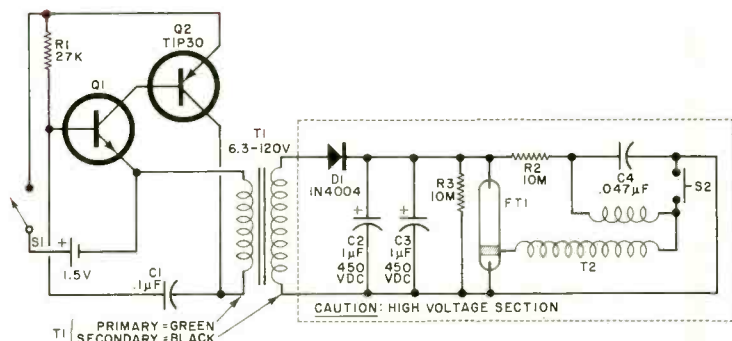 R1
27K
Q1
Q2
TIP30
S1
+
1.5V
C1
.1µF
T1
6.3-120V
D1
1N4004
+
C2
1µF
450
VDC
+
C3
1µF
450
VDC
R3
10M
FT1
R2
10M
C4
.047µF
S2
T2
CAUTION: HIGH VOLTAGE SECTION
T1
PRIMARY=GREEN
SECONDARY=BLACK